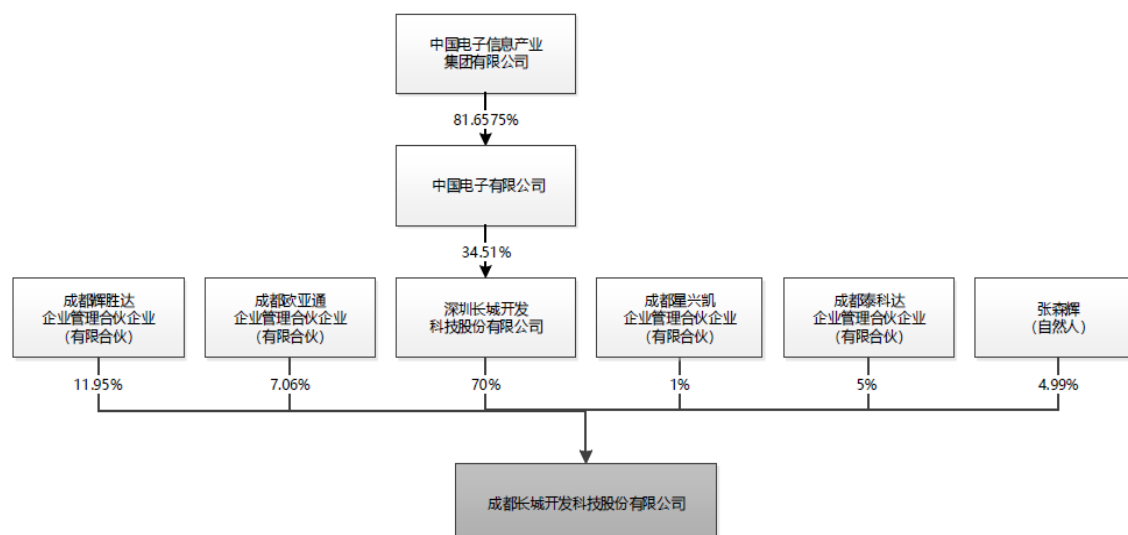 中国电子信息产业
集团有限公司
81.6575%
中国电子有限公司
34.51%
成都辉胜达
企业管理合伙企业
(有限合伙)
成都欧亚通
企业管理合伙企业
(有限合伙)
深圳长城开发
科技股份有限公司
成都星兴凯
企业管理合伙企业
(有限合伙)
成都泰科达
企业管理合伙企业
(有限合伙)
张森辉
(自然人)
11.95%
7.06%
70%
1%
5%
4.99%
成都长城开发科技股份有限公司